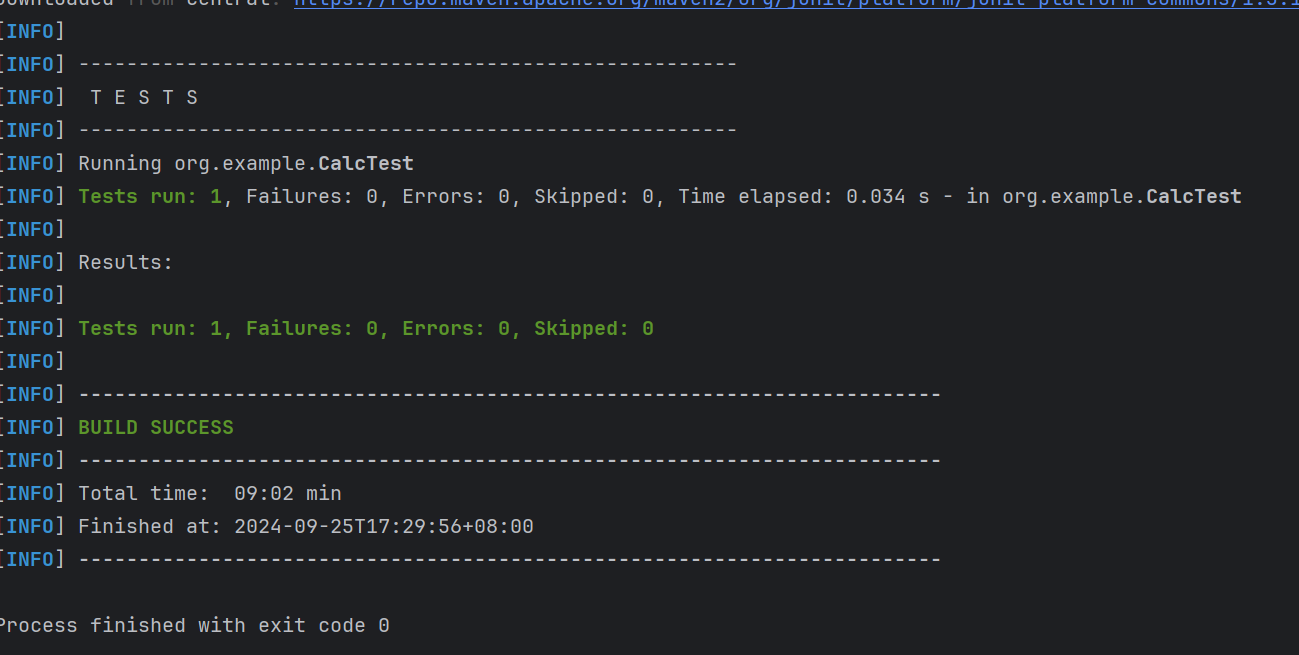 Downloaded from central: https://repo.maven.apache.org/maven2/org/junit/platform/junit-platform-commons/1.3.1
[INFO]
[INFO] -------------------------------------------------------
[INFO]  T E S T S
[INFO] -------------------------------------------------------
[INFO] Running org.example.CalcTest
[INFO] Tests run: 1, Failures: 0, Errors: 0, Skipped: 0, Time elapsed: 0.034 s - in org.example.CalcTest
[INFO]
[INFO] Results:
[INFO]
[INFO] Tests run: 1, Failures: 0, Errors: 0, Skipped: 0
[INFO]
[INFO] ------------------------------------------------------------------------
[INFO] BUILD SUCCESS
[INFO] ------------------------------------------------------------------------
[INFO] Total time:  09:02 min
[INFO] Finished at: 2024-09-25T17:29:56+08:00
[INFO] ------------------------------------------------------------------------
Process finished with exit code 0